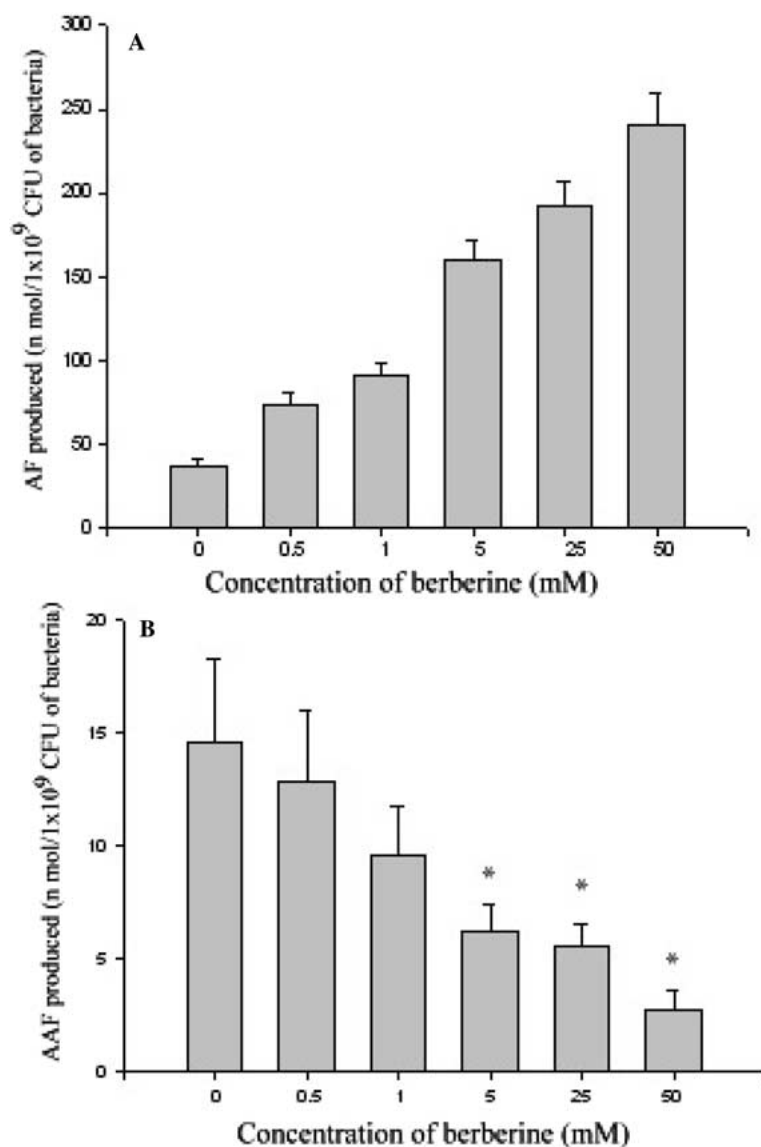 A
300
250
200
150
100
50
0
AF produced (n mol/1x10⁹ CFU of bacteria)
0 0.5 1 5 25 50
Concentration of berberine (mM)
B
20
15
10
5
0
AAF produced (n mol/1x10⁹ CFU of bacteria)
* * *
0 0.5 1 5 25 50
Concentration of berberine (mM)